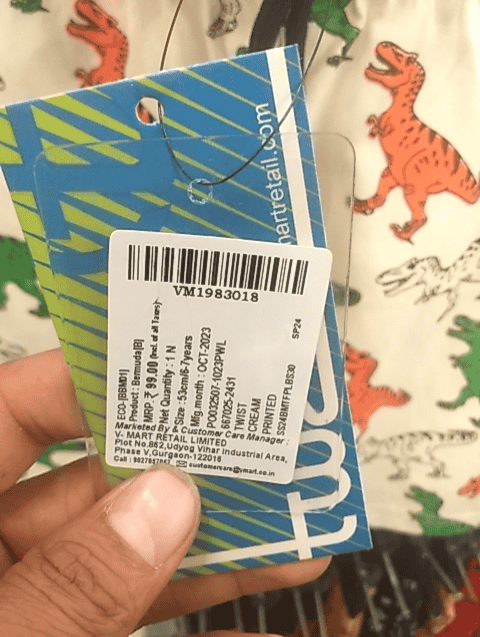 martretail.com
VM1983018
ECO-[BBMD1]
Product : Bermuda[B]
MRP ₹ 99.00 (Incl. of all Taxes)
Net Quantity : 1 N
Size : 53cm/6-7years
Mfg.month : OCT-2023
PO032507-1023PWL
667025-2431
TWIST
CREAM
PRINTED
SP24
Marketed By & Customer Care Manager :
V- MART RETAIL LIMITED
Plot No.862,Udyog Vihar Industrial Area,
Phase V,Gurgaon-122016
Call : customercare@vmart.co.in